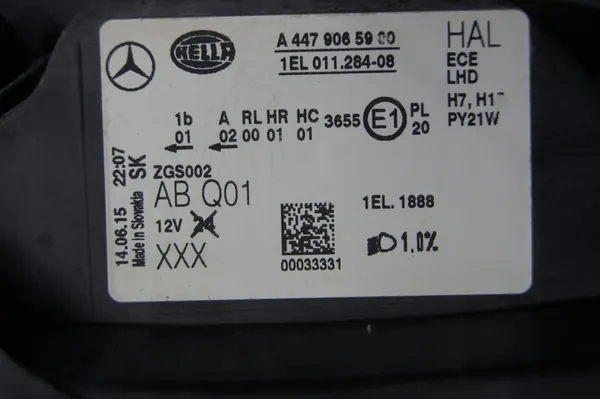 HELLA
A 447 906 59 00
1EL 011.284-08
HAL
ECE
LHD
H7, H1
PY21W
1b A RL HR HC
01 02 00 01 01
3655 E1 PL
20
ZGS002
AB Q01
12V
XXX
14.06.15 22:07
Made In Slovakia SK
00033331
1EL. 1888
1.0%